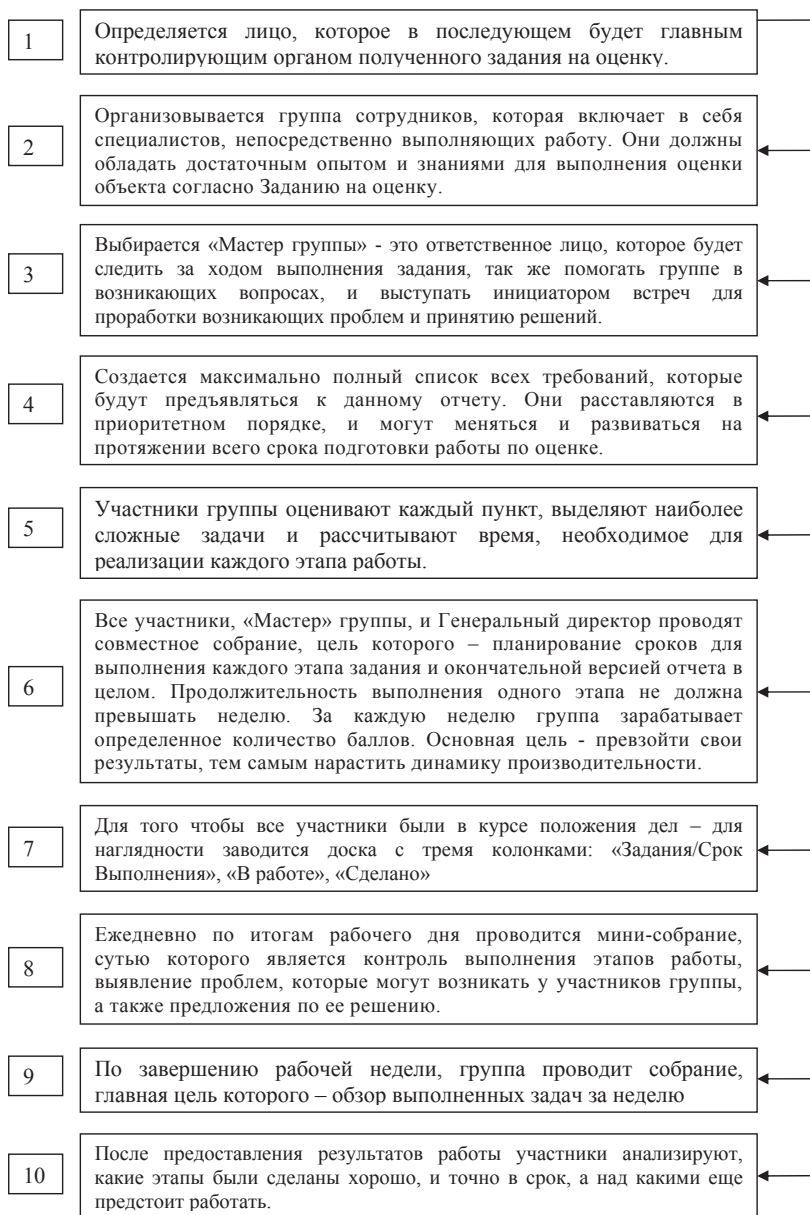 1
Определяется лицо, которое в последующем будет главным
контролирующим органом полученного задания на оценку.
2
Организовывается группа сотрудников, которая включает в себя
специалистов, непосредственно выполняющих работу. Они должны
обладать достаточным опытом и знаниями для выполнения оценки
объекта согласно Заданию на оценку.
3
Выбирается «Мастер группы» - это ответственное лицо, которое будет
следить за ходом выполнения задания, так же помогать группе в
возникающих вопросах, и выступать инициатором встреч для
проработки возникающих проблем и принятию решений.
4
Создается максимально полный список всех требований, которые
будут предъявляться к данному отчету. Они расставляются в
приоритетном порядке, и могут меняться и развиваться на
протяжении всего срока подготовки работы по оценке.
5
Участники группы оценивают каждый пункт, выделяют наиболее
сложные задачи и рассчитывают время, необходимое для
реализации каждого этапа работы.
6
Все участники, «Мастер» группы, и Генеральный директор проводят
совместное собрание, цель которого – планирование сроков для
выполнения каждого этапа задания и окончательной версией отчета в
целом. Продолжительность выполнения одного этапа не должна
превышать неделю. За каждую неделю группа зарабатывает
определенное количество баллов. Основная цель - превзойти свои
результаты, тем самым нарастить динамику производительности.
7
Для того чтобы все участники были в курсе положения дел – для
наглядности заводится доска с тремя колонками: «Задания/Срок
Выполнения», «В работе», «Сделано»
8
Ежедневно по итогам рабочего дня проводится мини-собрание,
сутью которого является контроль выполнения этапов работы,
выявление проблем, которые могут возникать у участников группы,
а также предложения по ее решению.
9
По завершению рабочей недели, группа проводит собрание,
главная цель которого – обзор выполненных задач за неделю
10
После предоставления результатов работы участники анализируют,
какие этапы были сделаны хорошо, и точно в срок, а над какими еще
предстоит работать.